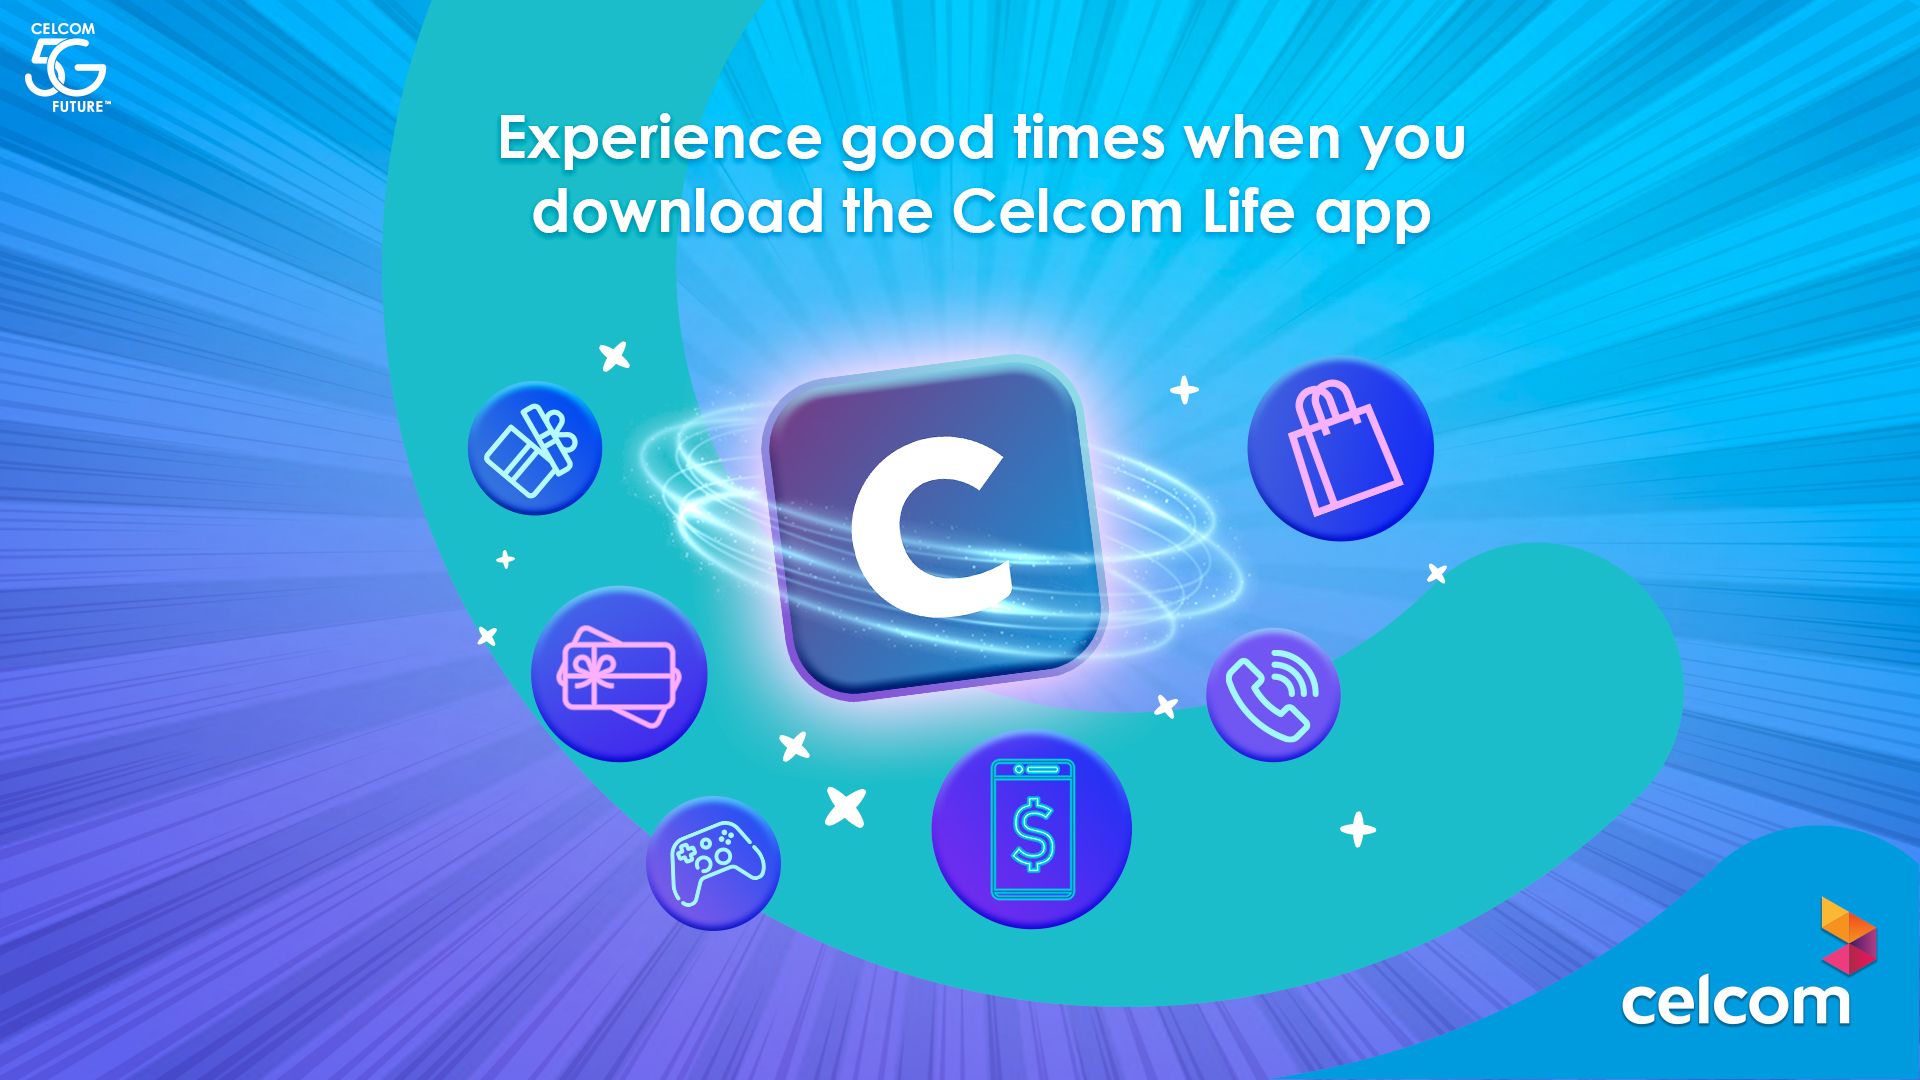 CELCOM
5G
FUTURE™
Experience good times when you
download the Celcom Life app
C
$
celcom